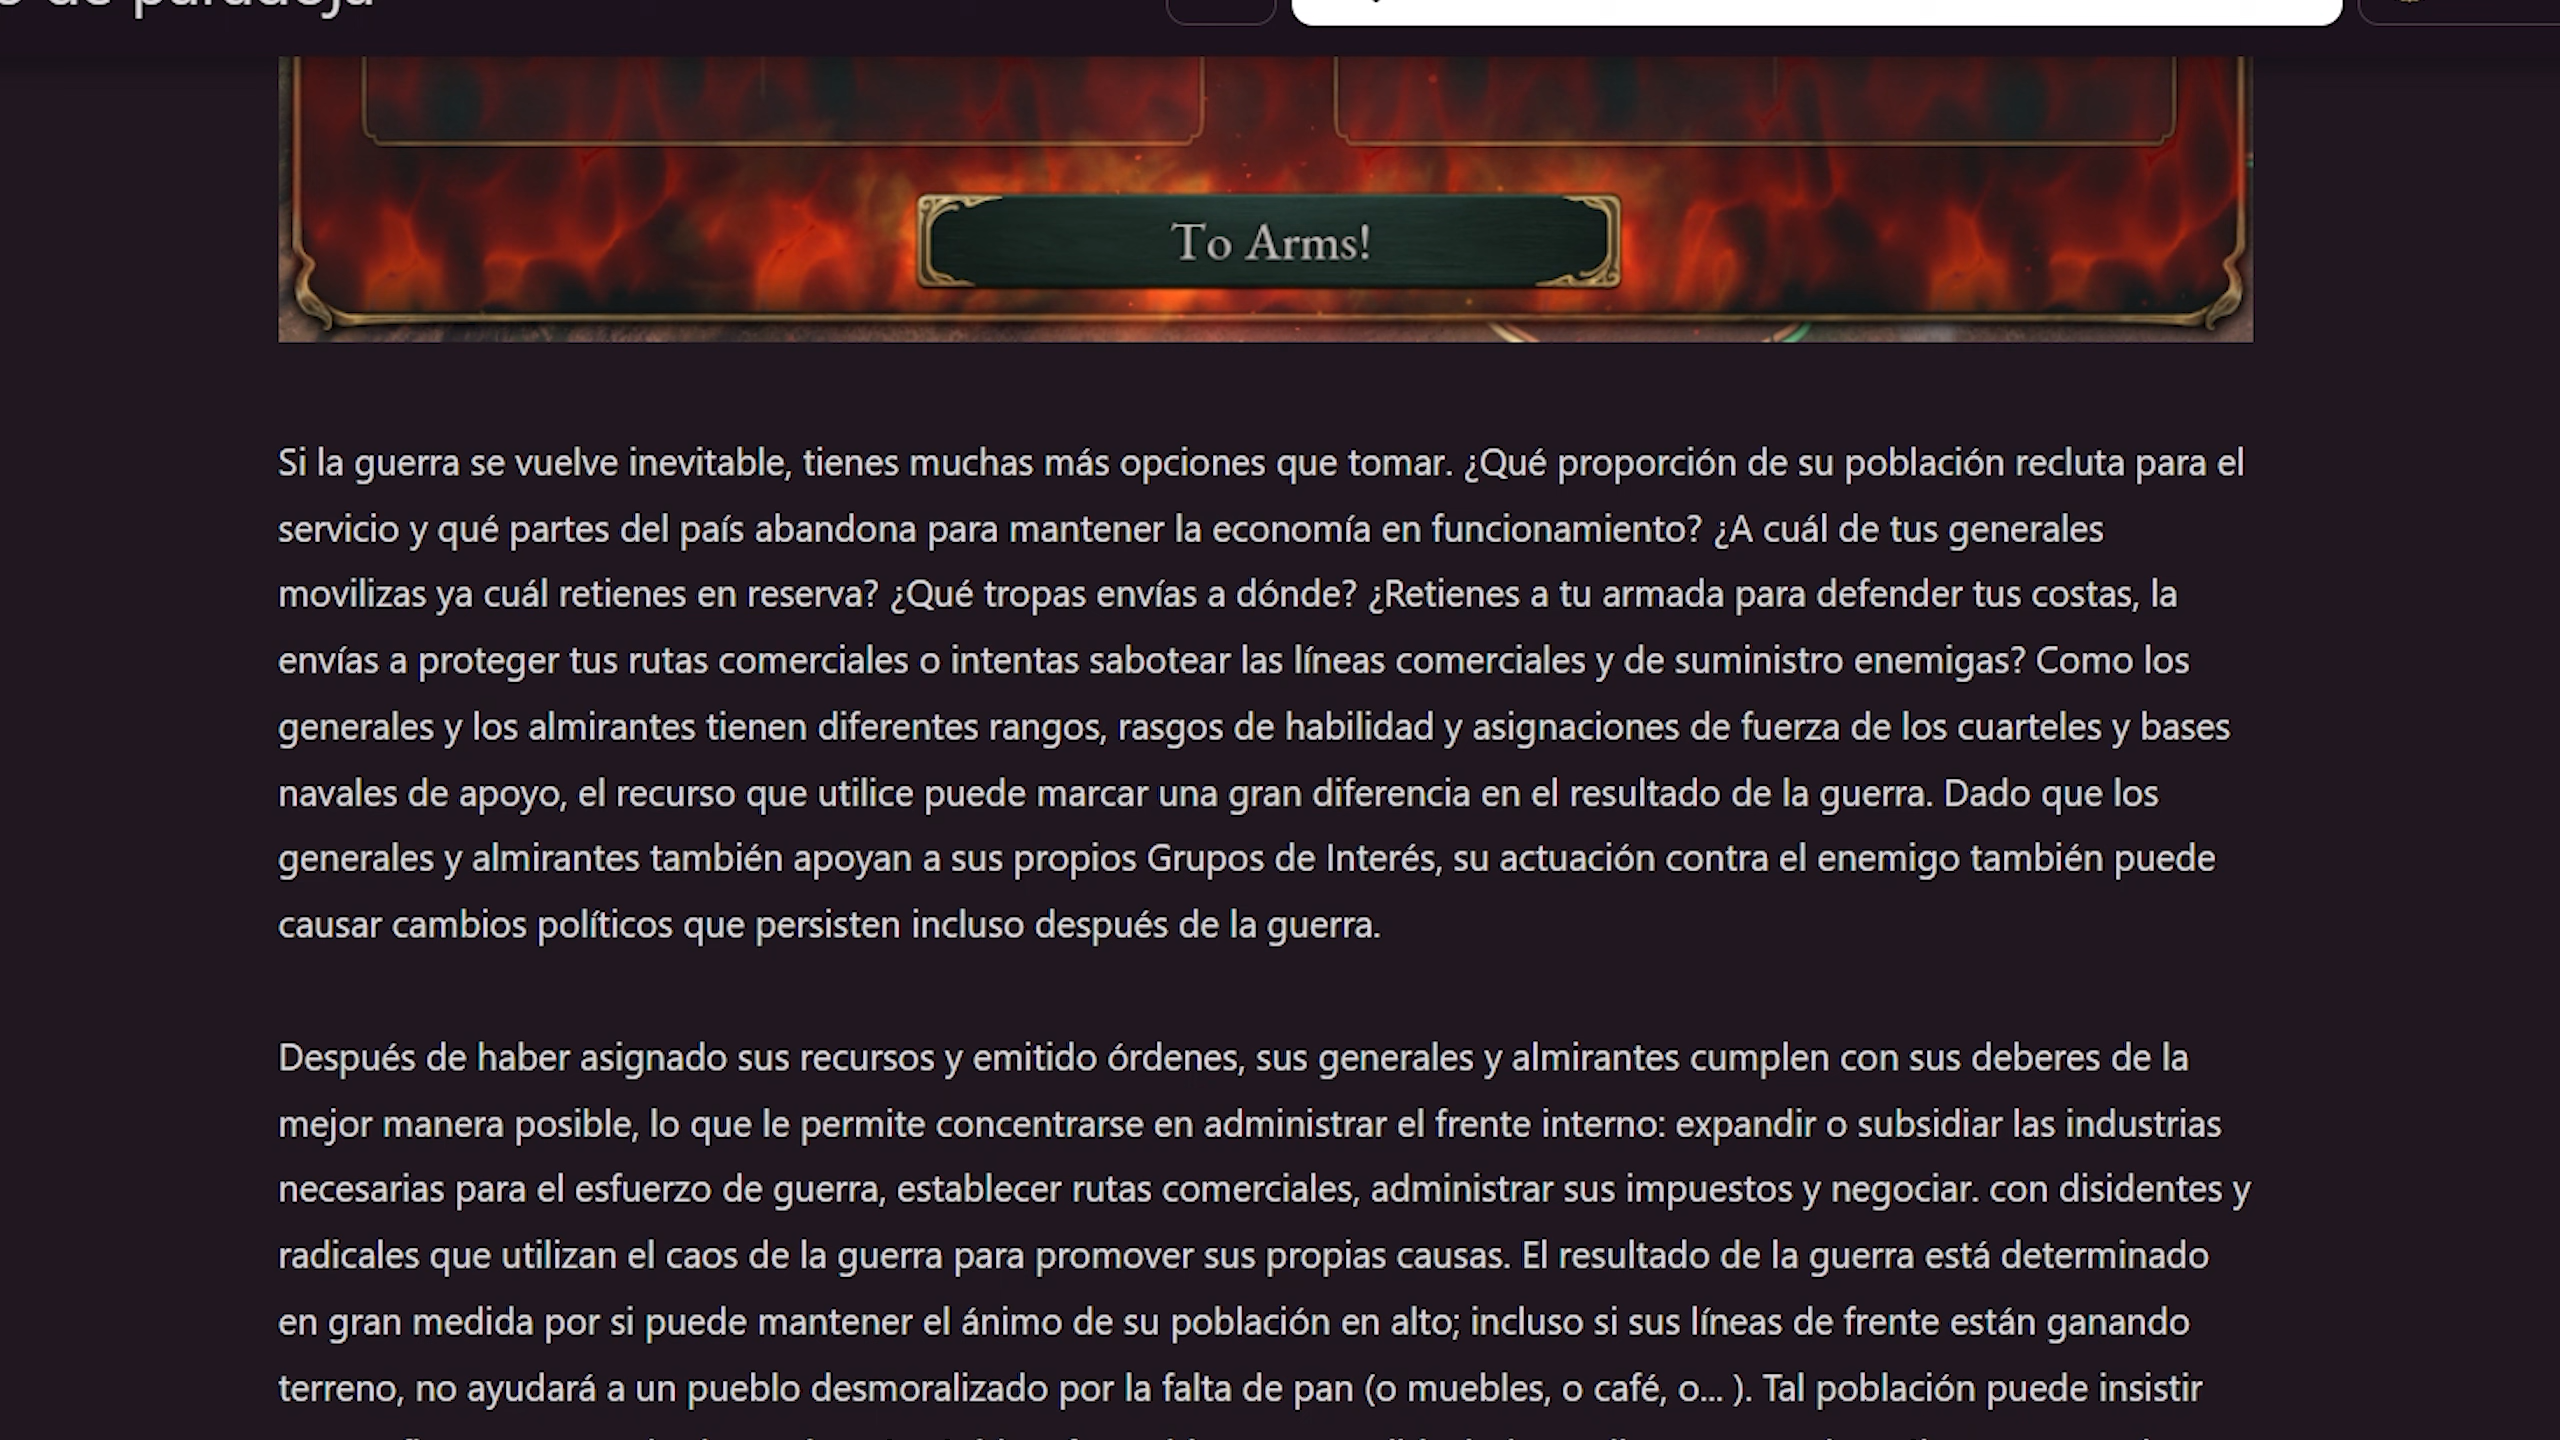 To Arms!
Si la guerra se vuelve inevitable, tienes muchas más opciones que tomar. ¿Qué proporción de su población recluta para el
servicio y qué partes del país abandona para mantener la economía en funcionamiento? ¿A cuál de tus generales
movilizas ya cuál retienes en reserva? ¿Qué tropas envías a dónde? ¿Retienes a tu armada para defender tus costas, la
envías a proteger tus rutas comerciales o intentas sabotear las líneas comerciales y de suministro enemigas? Como los
generales y los almirantes tienen diferentes rangos, rasgos de habilidad y asignaciones de fuerza de los cuarteles y bases
navales de apoyo, el recurso que utilice puede marcar una gran diferencia en el resultado de la guerra. Dado que los
generales y almirantes también apoyan a sus propios Grupos de Interés, su actuación contra el enemigo también puede
causar cambios políticos que persisten incluso después de la guerra.
Después de haber asignado sus recursos y emitido órdenes, sus generales y almirantes cumplen con sus deberes de la
mejor manera posible, lo que le permite concentrarse en administrar el frente interno: expandir o subsidiar las industrias
necesarias para el esfuerzo de guerra, establecer rutas comerciales, administrar sus impuestos y negociar. con disidentes y
radicales que utilizan el caos de la guerra para promover sus propias causas. El resultado de la guerra está determinado
en gran medida por si puede mantener el ánimo de su población en alto; incluso si sus líneas de frente están ganando
terreno, no ayudará a un pueblo desmoralizado por la falta de pan (o muebles, o café, o... ). Tal población puede insistir